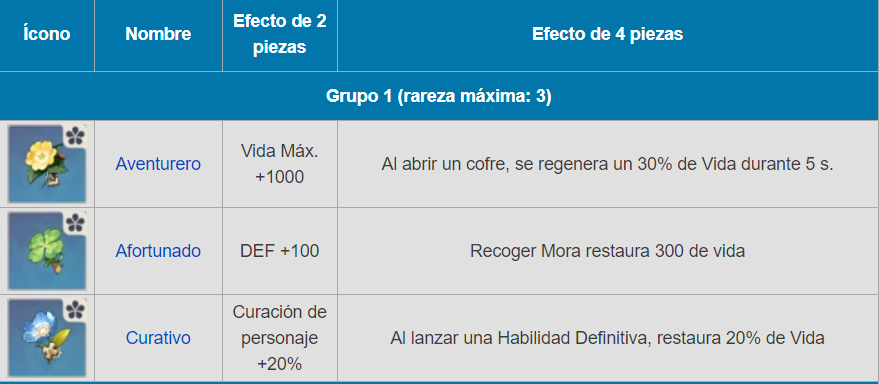 Ícono
Nombre
Efecto de 2
piezas
Efecto de 4 piezas
Grupo 1 (rareza máxima: 3)
Aventurero
Vida Máx.
+1000
Al abrir un cofre, se regenera un 30% de Vida durante 5 s.
Afortunado
DEF +100
Recoger Mora restaura 300 de vida
Curativo
Curación de
personaje
+20%
Al lanzar una Habilidad Definitiva, restaura 20% de Vida